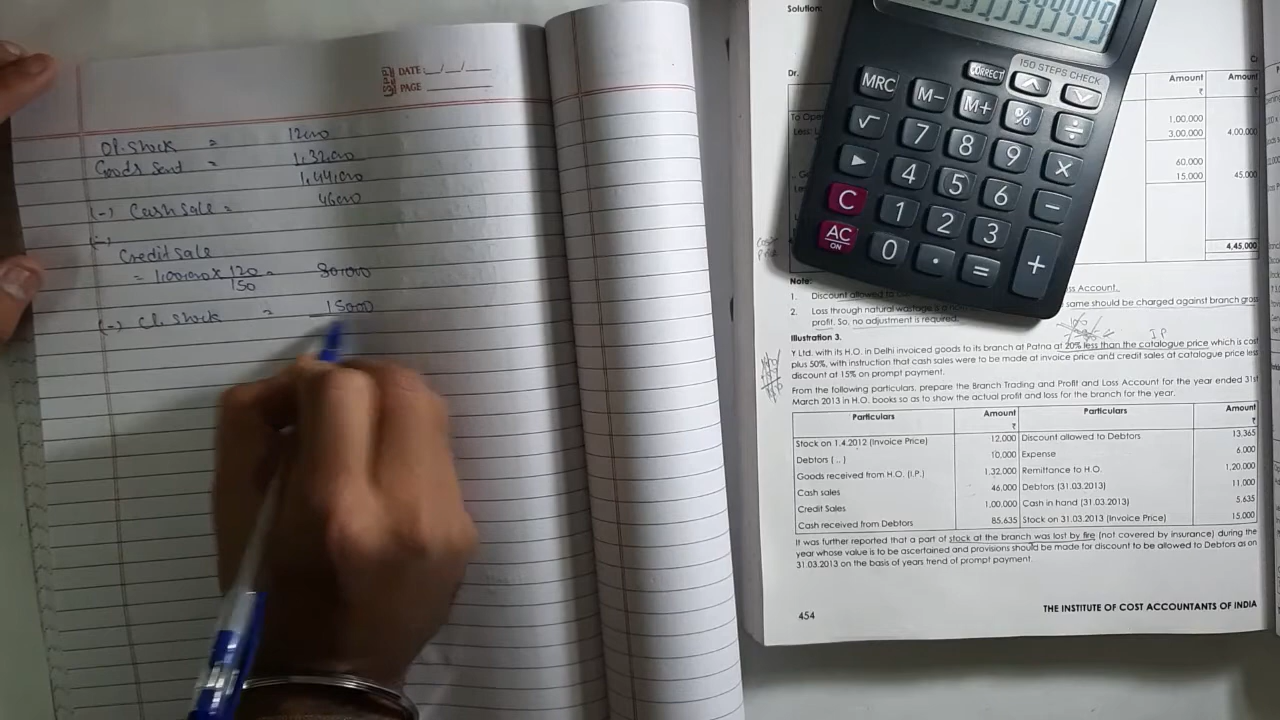 DATE: __/__/__
PAGE
Op. stock = 12000
Goods sent = 1,32,000
1,44,000
(-) Cash sale = 46000
(-)
Credit sale
= 1,00,000 x 120/150 = 80,000
(-) Cl. stock = 15000
Solution:
Dr.
Amount
₹
Amount
₹
To Ope
1,00,000
Less: L
3,00,000 4,00,000
60,000
15,000 45,000
4,45,000
150 STEPS CHECK
CORRECT
MRC M- M+ % ÷
√ 7 8 9 ×
4 5 6 −
C 1 2 3 +
AC ON 0 . =
Note:
1. Discount allowed ss Account.
2. Loss through natural wastage is same should be charged against branch gross
profit. So, no adjustment is required.
IP
Illustration 3.
Y Ltd. with its H.O. in Delhi invoiced goods to its branch at Patna at 20% less than the catalogue price which is cost
plus 50%, with instruction that cash sales were to be made at invoice price and credit sales at catalogue price less
discount at 15% on prompt payment.
From the following particulars, prepare the Branch Trading and Profit and Loss Account for the year ended 31st
March 2013 in H.O. books so as to show the actual profit and loss for the branch for the year.
Particulars Amount ₹ Particulars Amount ₹
Stock on 1.4.2012 (Invoice Price) 12,000 Discount allowed to Debtors 13,365
Debtors ( .. ) 10,000 Expense 6,000
Goods received from H.O. (I.P.) 1,32,000 Remittance to H.O. 1,20,000
Cash sales 46,000 Debtors (31.03.2013) 11,000
Credit Sales 1,00,000 Cash in hand (31.03.2013) 5,635
Cash received from Debtors 85,635 Stock on 31.03.2013 (Invoice Price) 15,000
It was further reported that a part of stock at the branch was lost by fire (not covered by insurance) during the
year whose value is to be ascertained and provisions should be made for discount to be allowed to Debtors as on
31.03.2013 on the basis of years trend of prompt payment
454
THE INSTITUTE OF COST ACCOUNTANTS OF INDIA